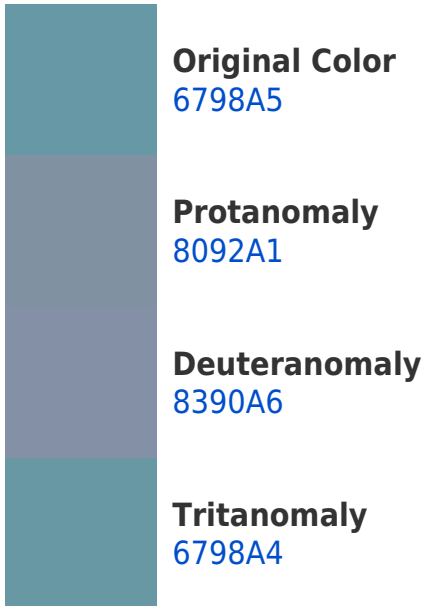 Original Color
6798A5
Protanomaly
8092A1
Deuteranomaly
8390A6
Tritanomaly
6798A4